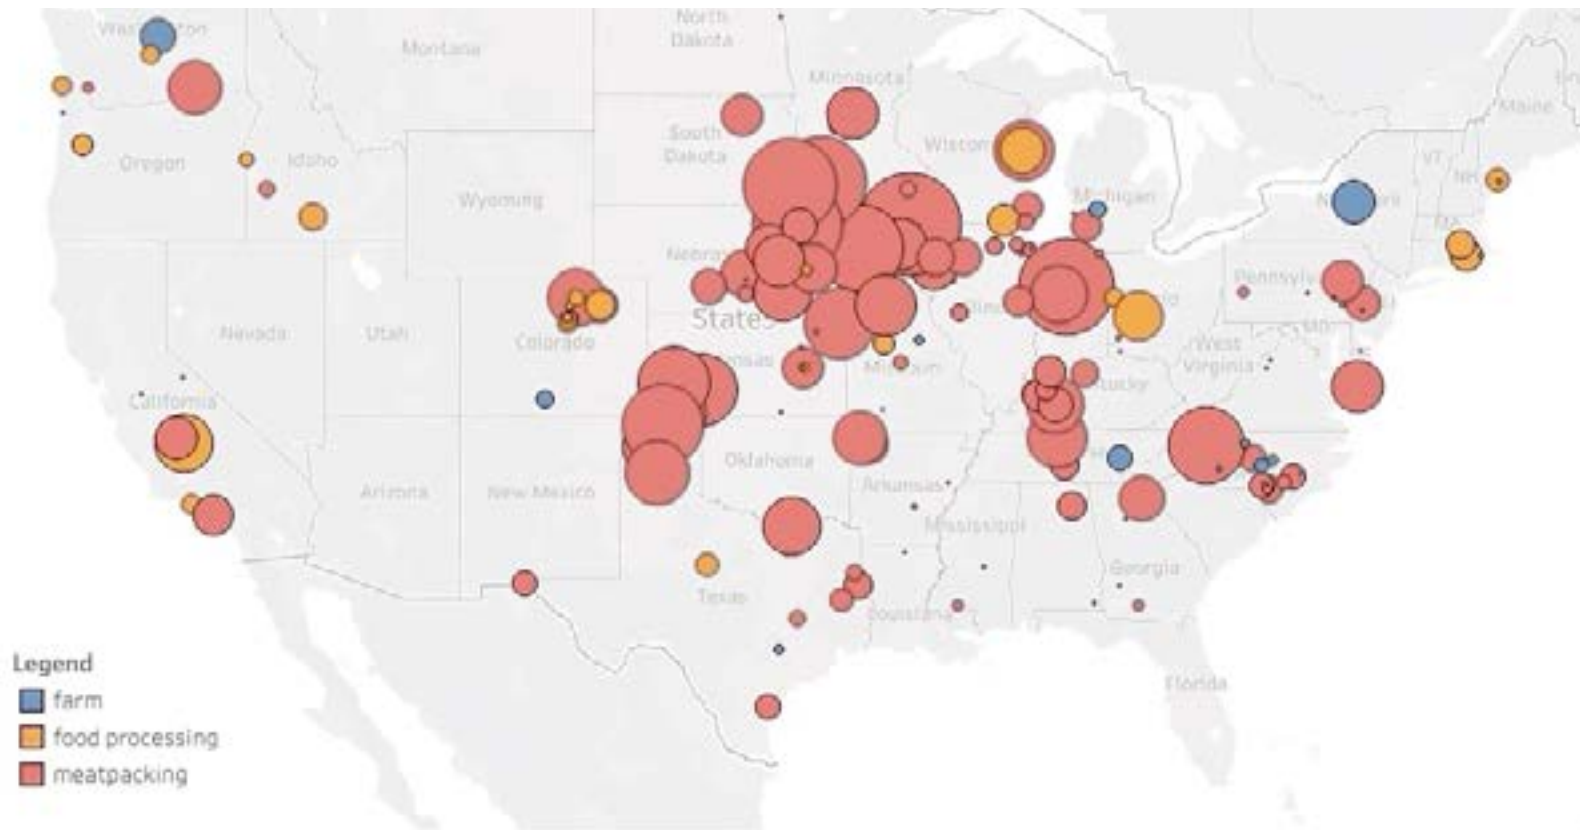 North
Dakota
Montana
Minnesota
Maine
South
Dakota
Oregon
Idaho
VT
NH
Wyoming
Michigan
MA
States
Nevada
Utah
Colorado
West
Virginia
California
Oklahoma
Arizona
New Mexico
Arkansas
Mississippi
Georgia
Texas
Louisiana
Florida
Legend
farm
food processing
meatpacking